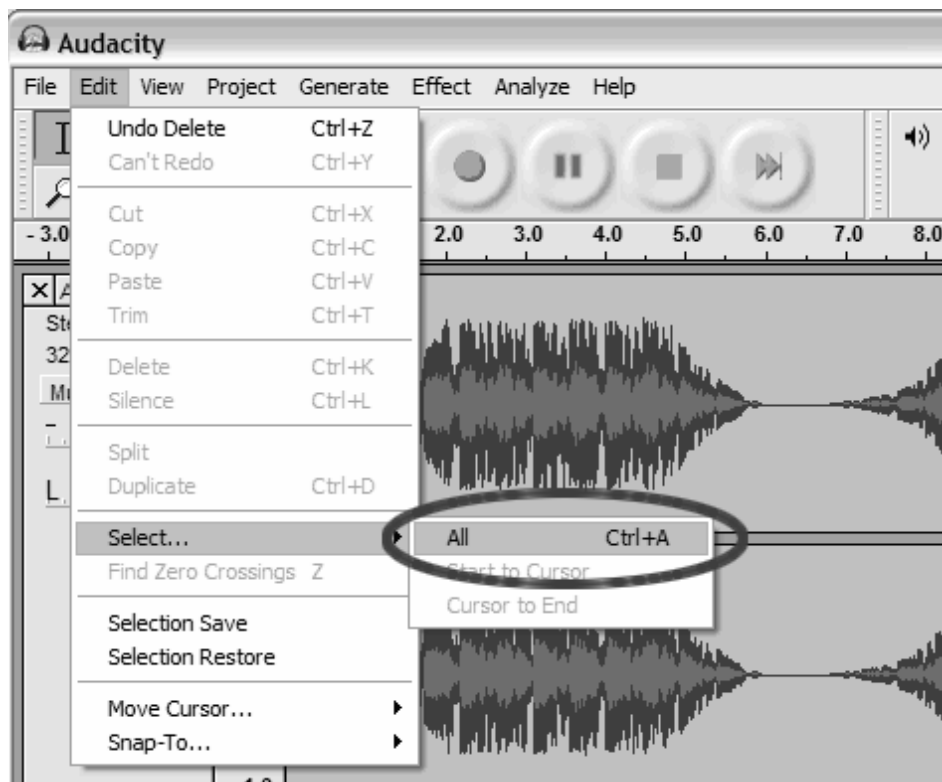 Audacity
File Edit View Project Generate Effect Analyze Help
Undo Delete Ctrl+Z
Can't Redo Ctrl+Y
Cut Ctrl+X
- 3.0 2.0 3.0 4.0 5.0 6.0 7.0 8.0
Copy Ctrl+C
Paste Ctrl+V
Trim Ctrl+T
32
Delete Ctrl+K
Silence Ctrl+L
Split
Duplicate Ctrl+D
L
Select... All Ctrl+A
Find Zero Crossings Z Start to Cursor
Cursor to End
Selection Save
Selection Restore
Move Cursor...
Snap-To...